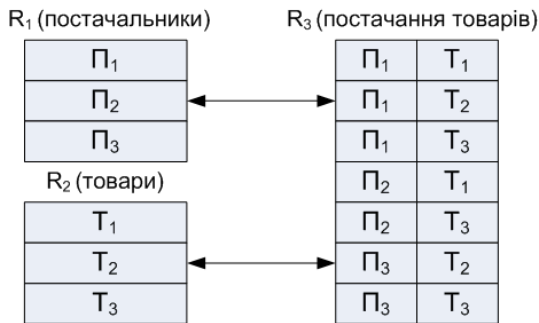 R₁ (постачальники)
П₁
П₂
П₃
R₂ (товари)
Т₁
Т₂
Т₃
R₃ (постачання товарів)
П₁ Т₁
П₁ Т₂
П₁ Т₃
П₂ Т₁
П₂ Т₃
П₃ Т₂
П₃ Т₃